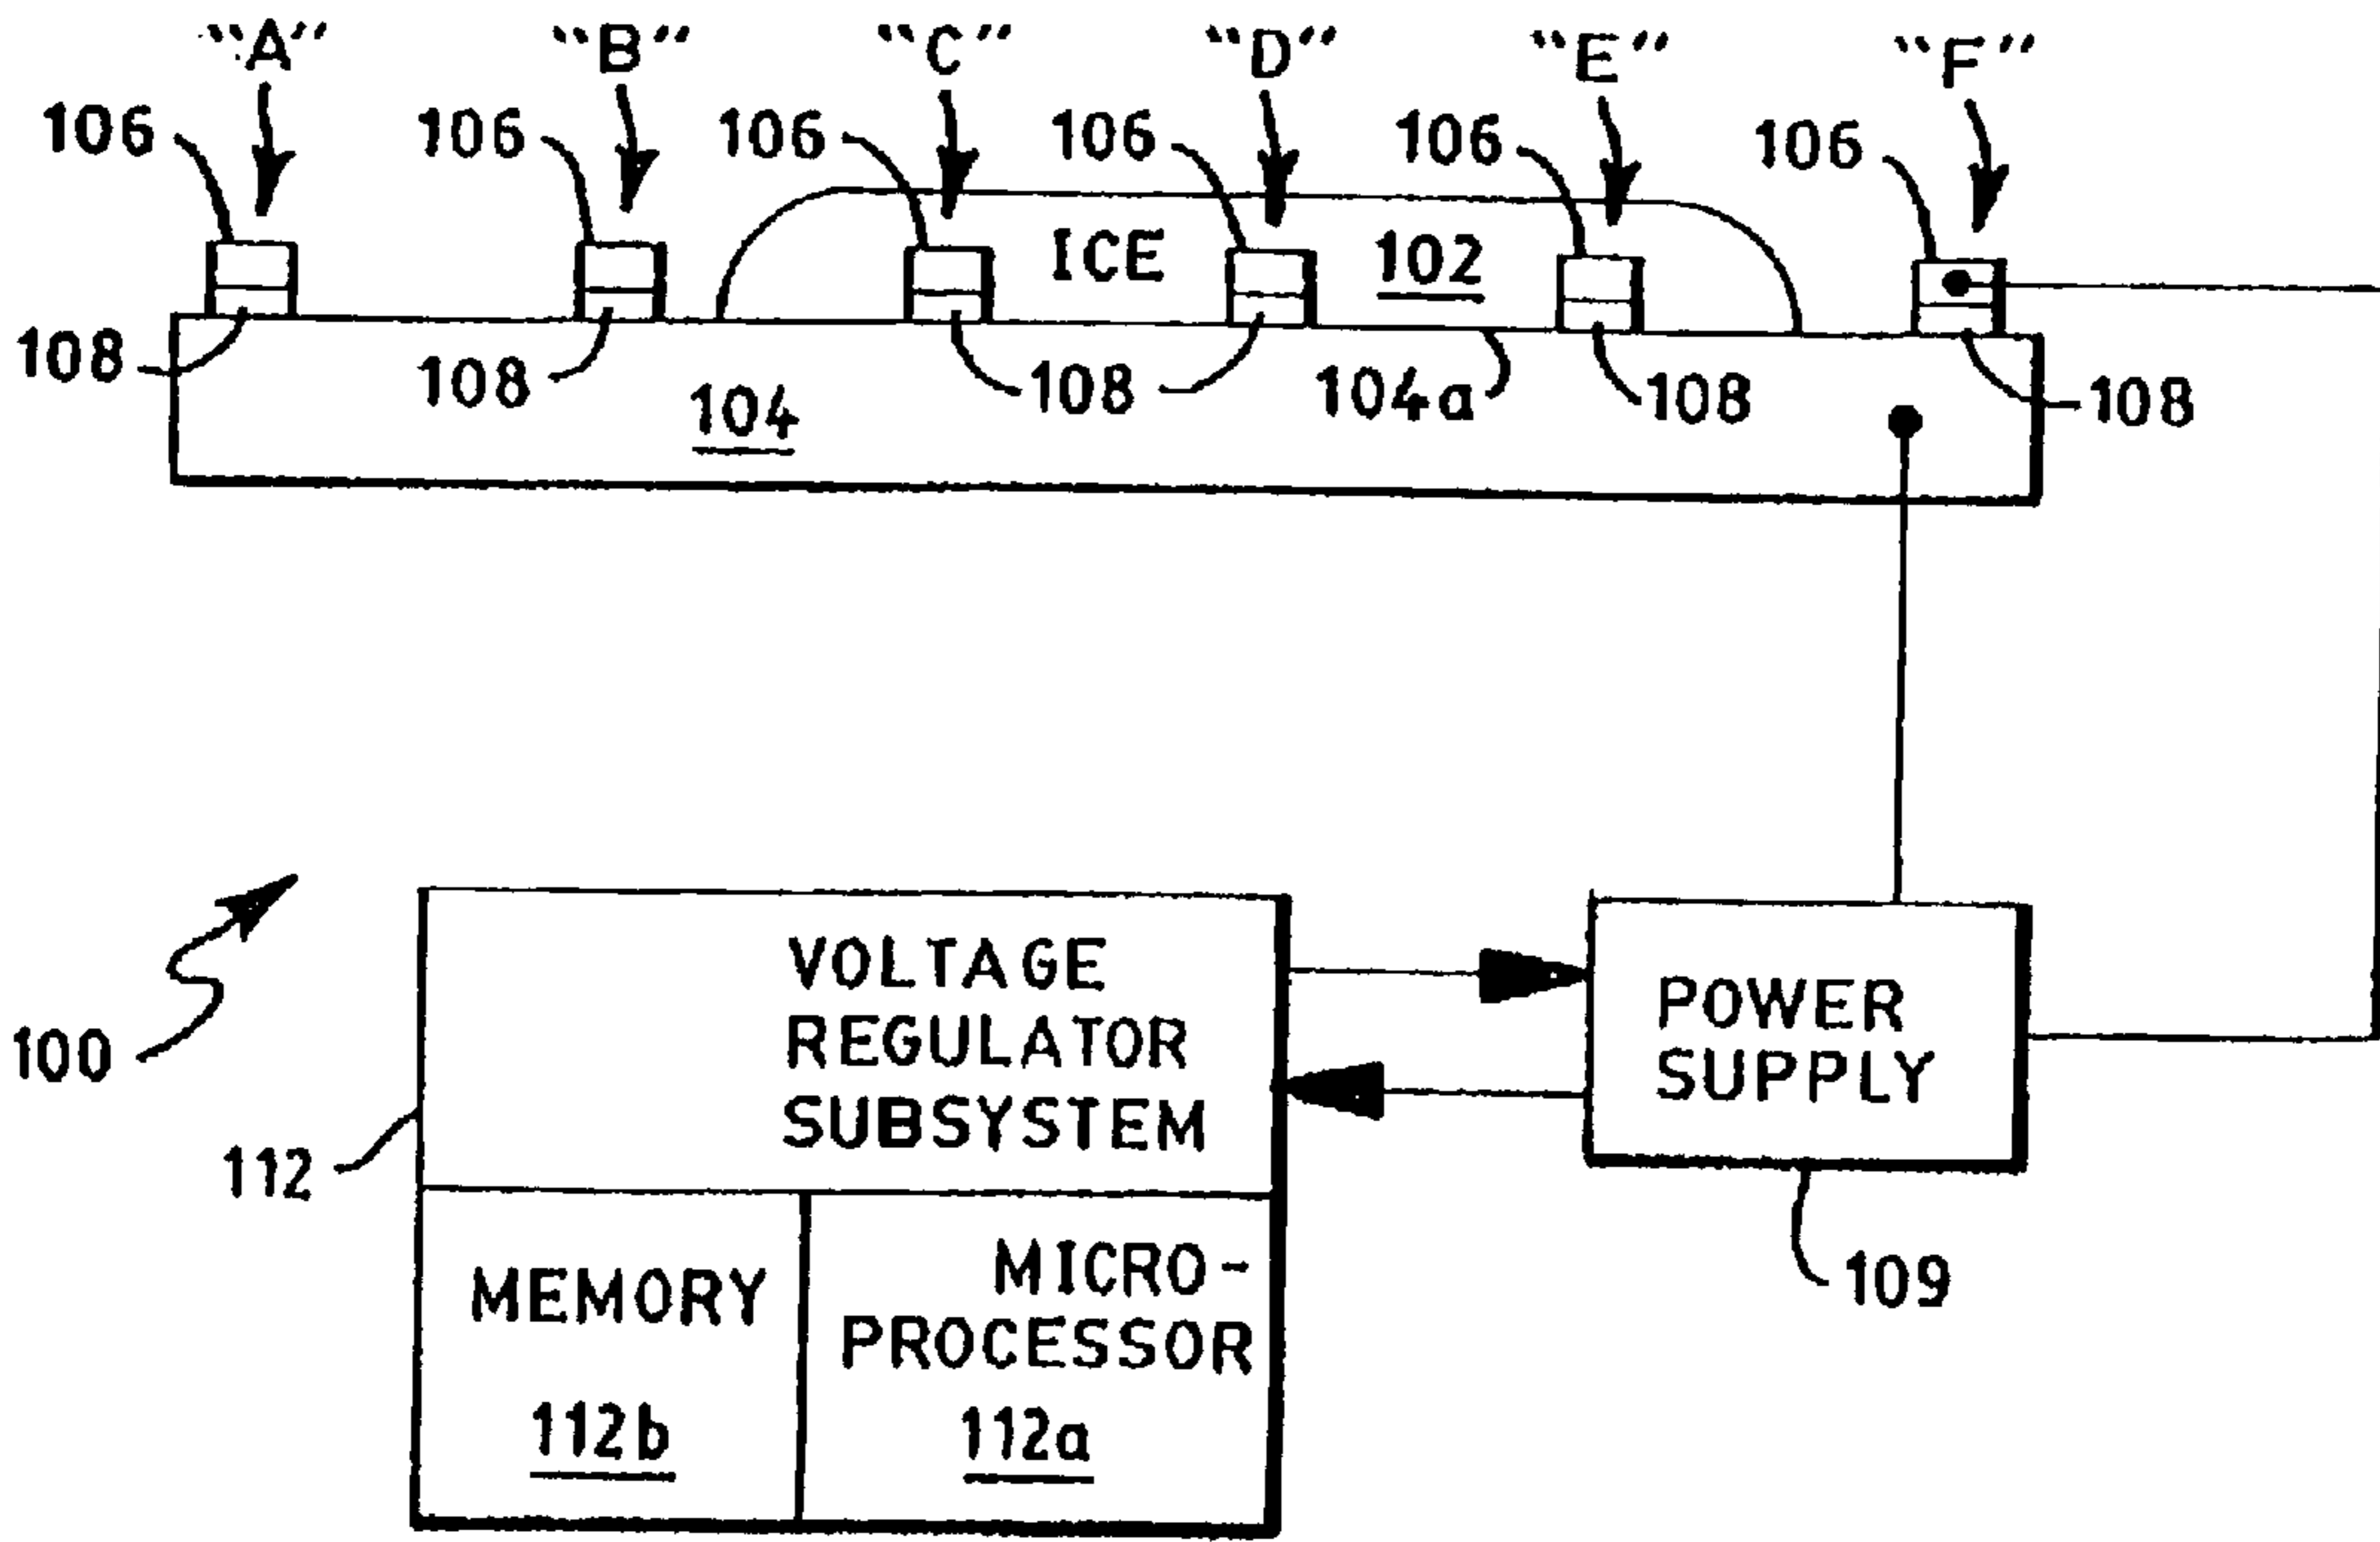 “A” “B” “C” “D” “E” “F”
106 106 106 106 106 106
ICE 102
108 108 104 108 104a 108 108
100
VOLTAGE
REGULATOR
SUBSYSTEM
POWER
SUPPLY
112
109
MEMORY
112b
MICRO-
PROCESSOR
112a